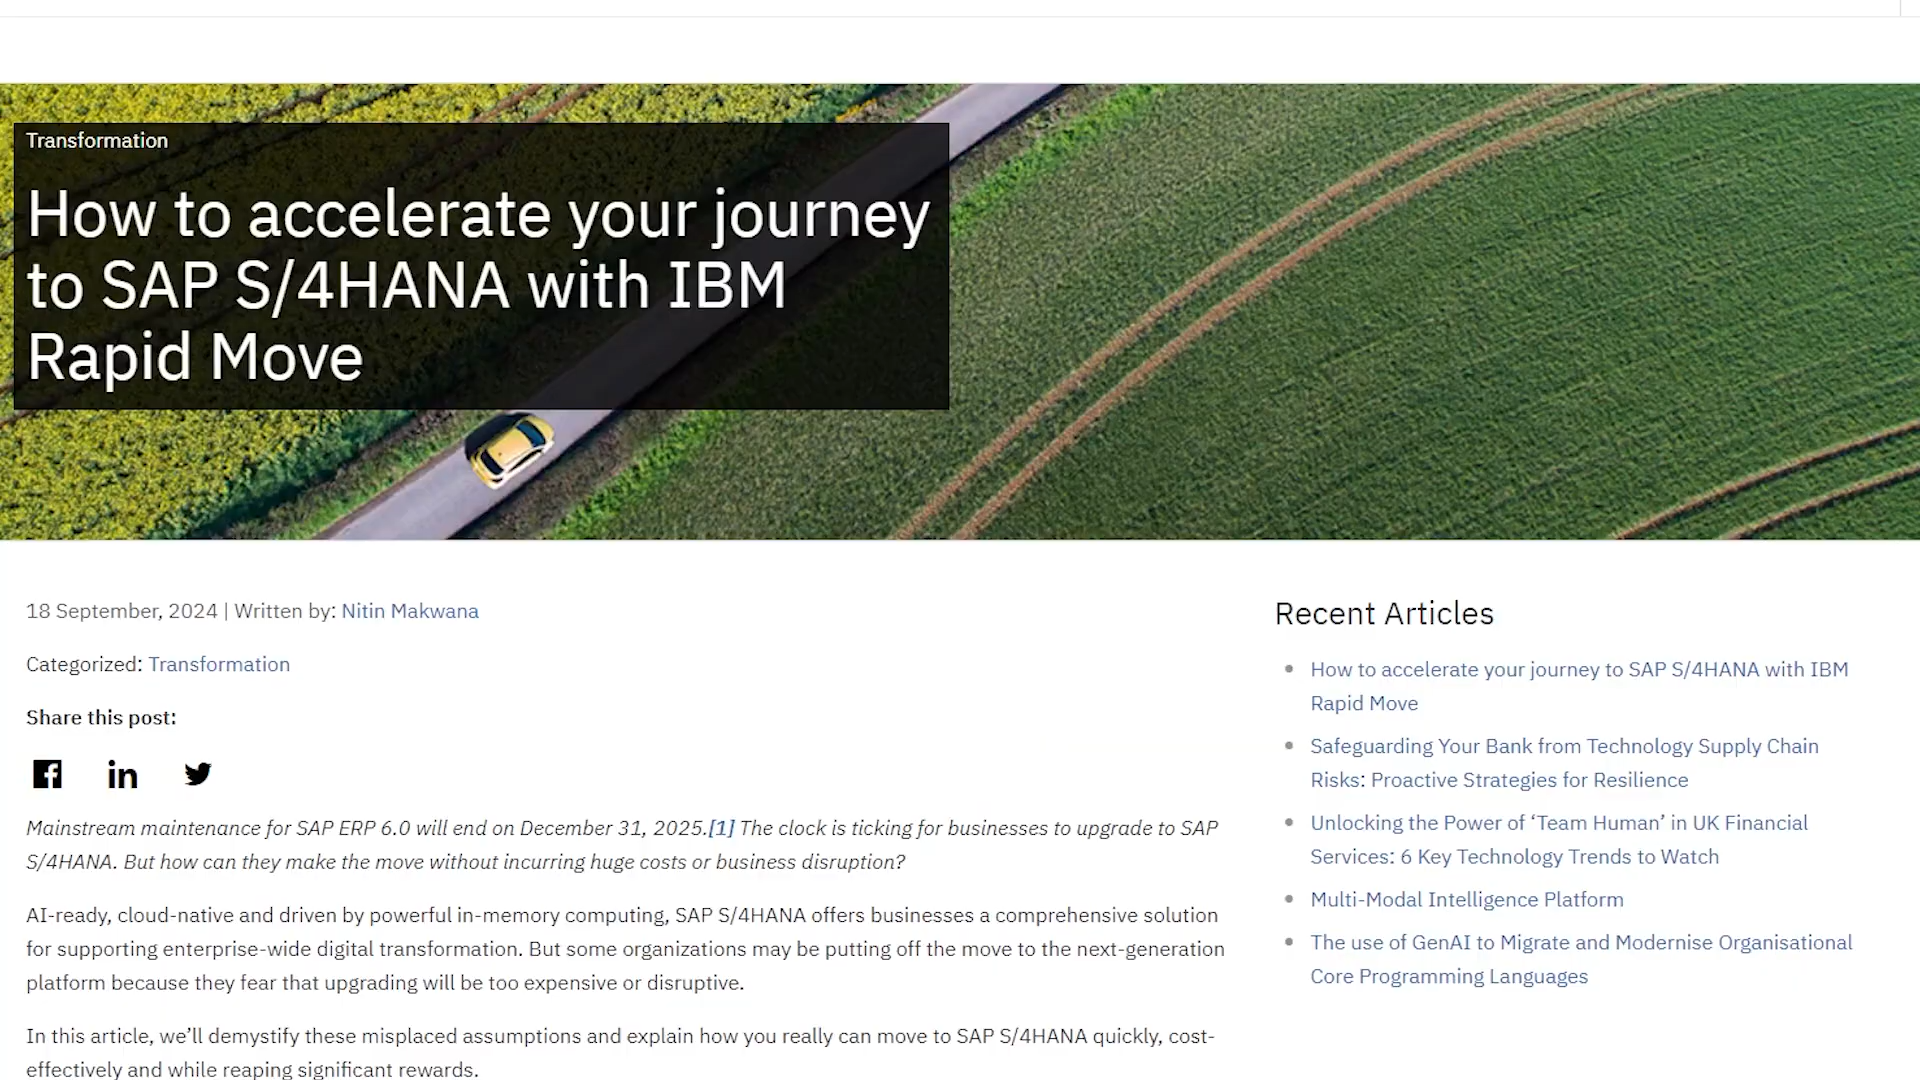 Transformation
How to accelerate your journey
to SAP S/4HANA with IBM
Rapid Move
18 September, 2024 | Written by: Nitin Makwana
Categorized: Transformation
Share this post:
Mainstream maintenance for SAP ERP 6.0 will end on December 31, 2025.[1] The clock is ticking for businesses to upgrade to SAP
S/4HANA. But how can they make the move without incurring huge costs or business disruption?
AI-ready, cloud-native and driven by powerful in-memory computing, SAP S/4HANA offers businesses a comprehensive solution
for supporting enterprise-wide digital transformation. But some organizations may be putting off the move to the next-generation
platform because they fear that upgrading will be too expensive or disruptive.
In this article, we’ll demystify these misplaced assumptions and explain how you really can move to SAP S/4HANA quickly, cost-
effectively and while reaping significant rewards.
Recent Articles
How to accelerate your journey to SAP S/4HANA with IBM
Rapid Move
Safeguarding Your Bank from Technology Supply Chain
Risks: Proactive Strategies for Resilience
Unlocking the Power of ‘Team Human’ in UK Financial
Services: 6 Key Technology Trends to Watch
Multi-Modal Intelligence Platform
The use of GenAI to Migrate and Modernise Organisational
Core Programming Languages